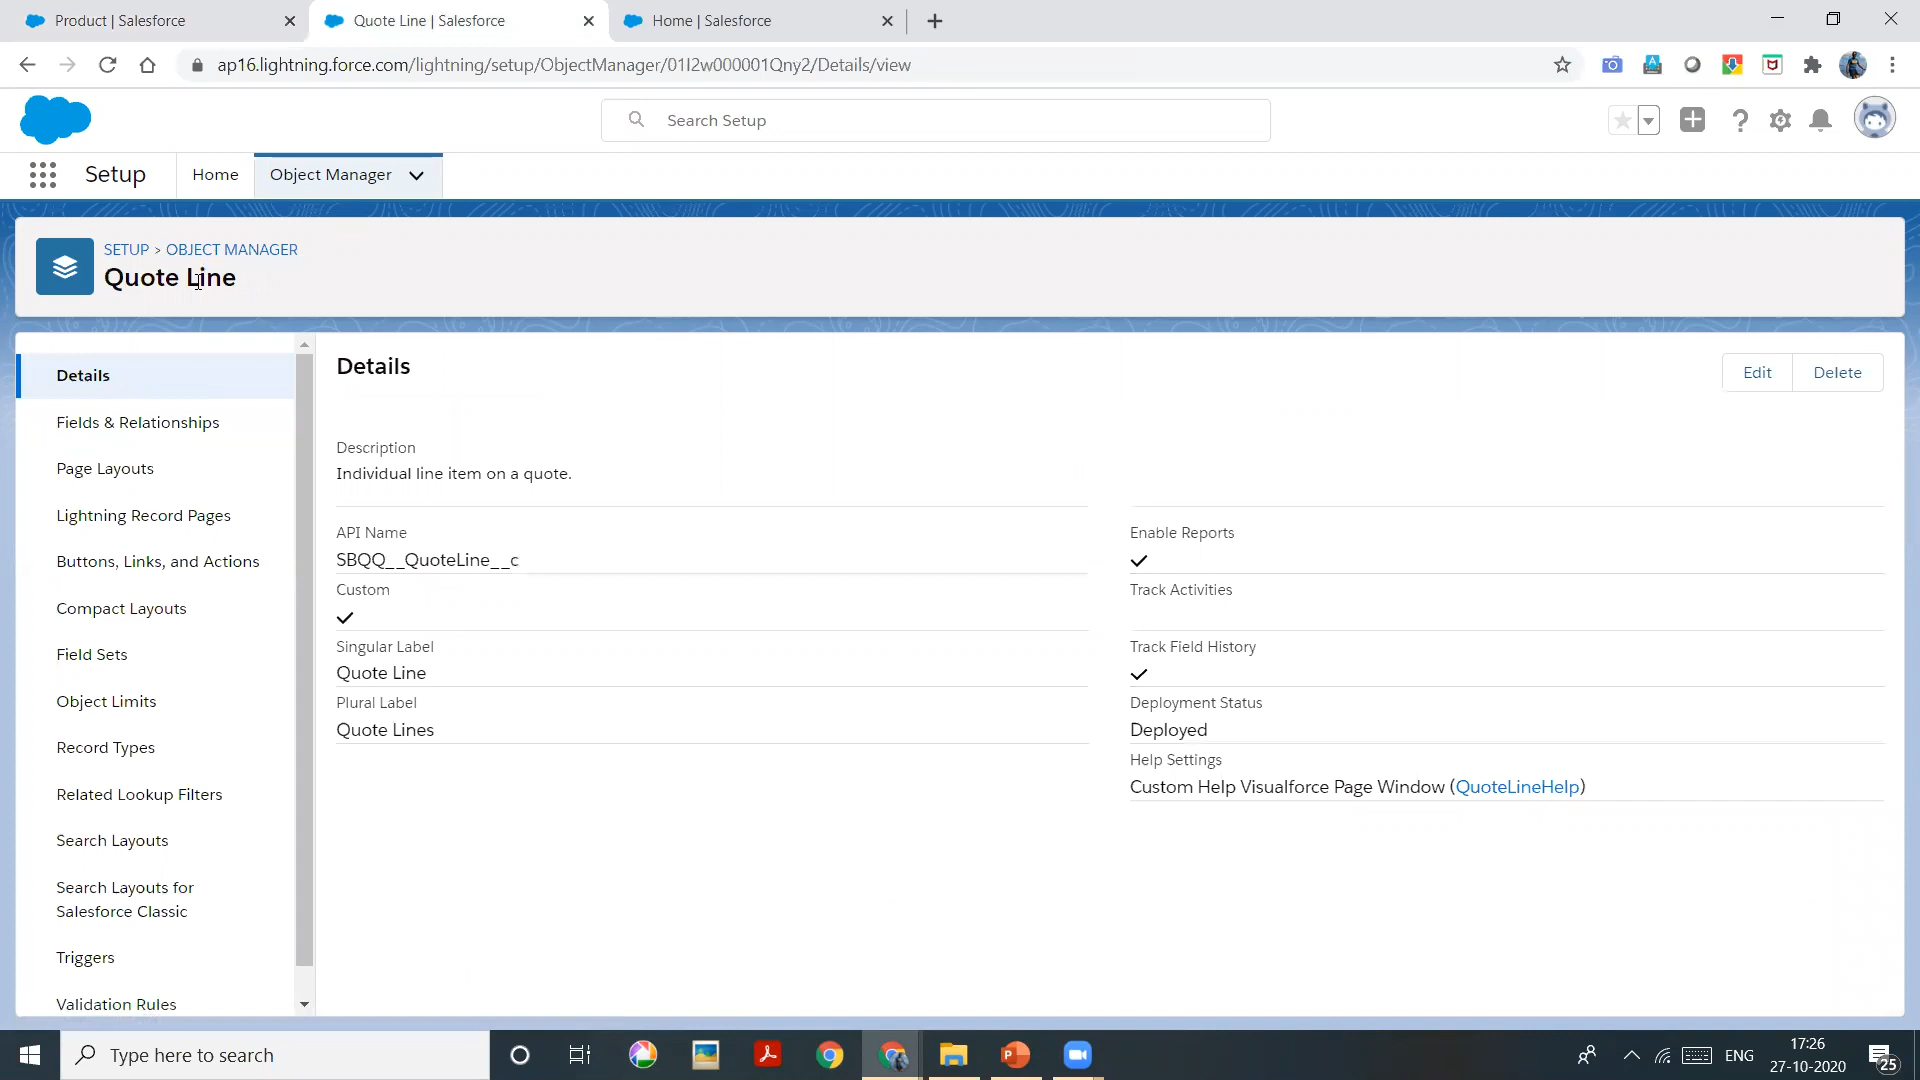 Product | Salesforce
Quote Line | Salesforce
Home | Salesforce
ap16.lightning.force.com/lightning/setup/ObjectManager/01I2w000001Qny2/Details/view
Search Setup
Setup
Home
Object Manager
SETUP > OBJECT MANAGER
Quote Line
Details
Fields & Relationships
Page Layouts
Lightning Record Pages
Buttons, Links, and Actions
Compact Layouts
Field Sets
Object Limits
Record Types
Related Lookup Filters
Search Layouts
Search Layouts for
Salesforce Classic
Triggers
Validation Rules
Details
Edit
Delete
Description
Individual line item on a quote.
API Name
SBQQ__QuoteLine__c
Custom
Singular Label
Quote Line
Plural Label
Quote Lines
Enable Reports
Track Activities
Track Field History
Deployment Status
Deployed
Help Settings
Custom Help Visualforce Page Window (QuoteLineHelp)
Type here to search
ENG
17:26
27-10-2020
25